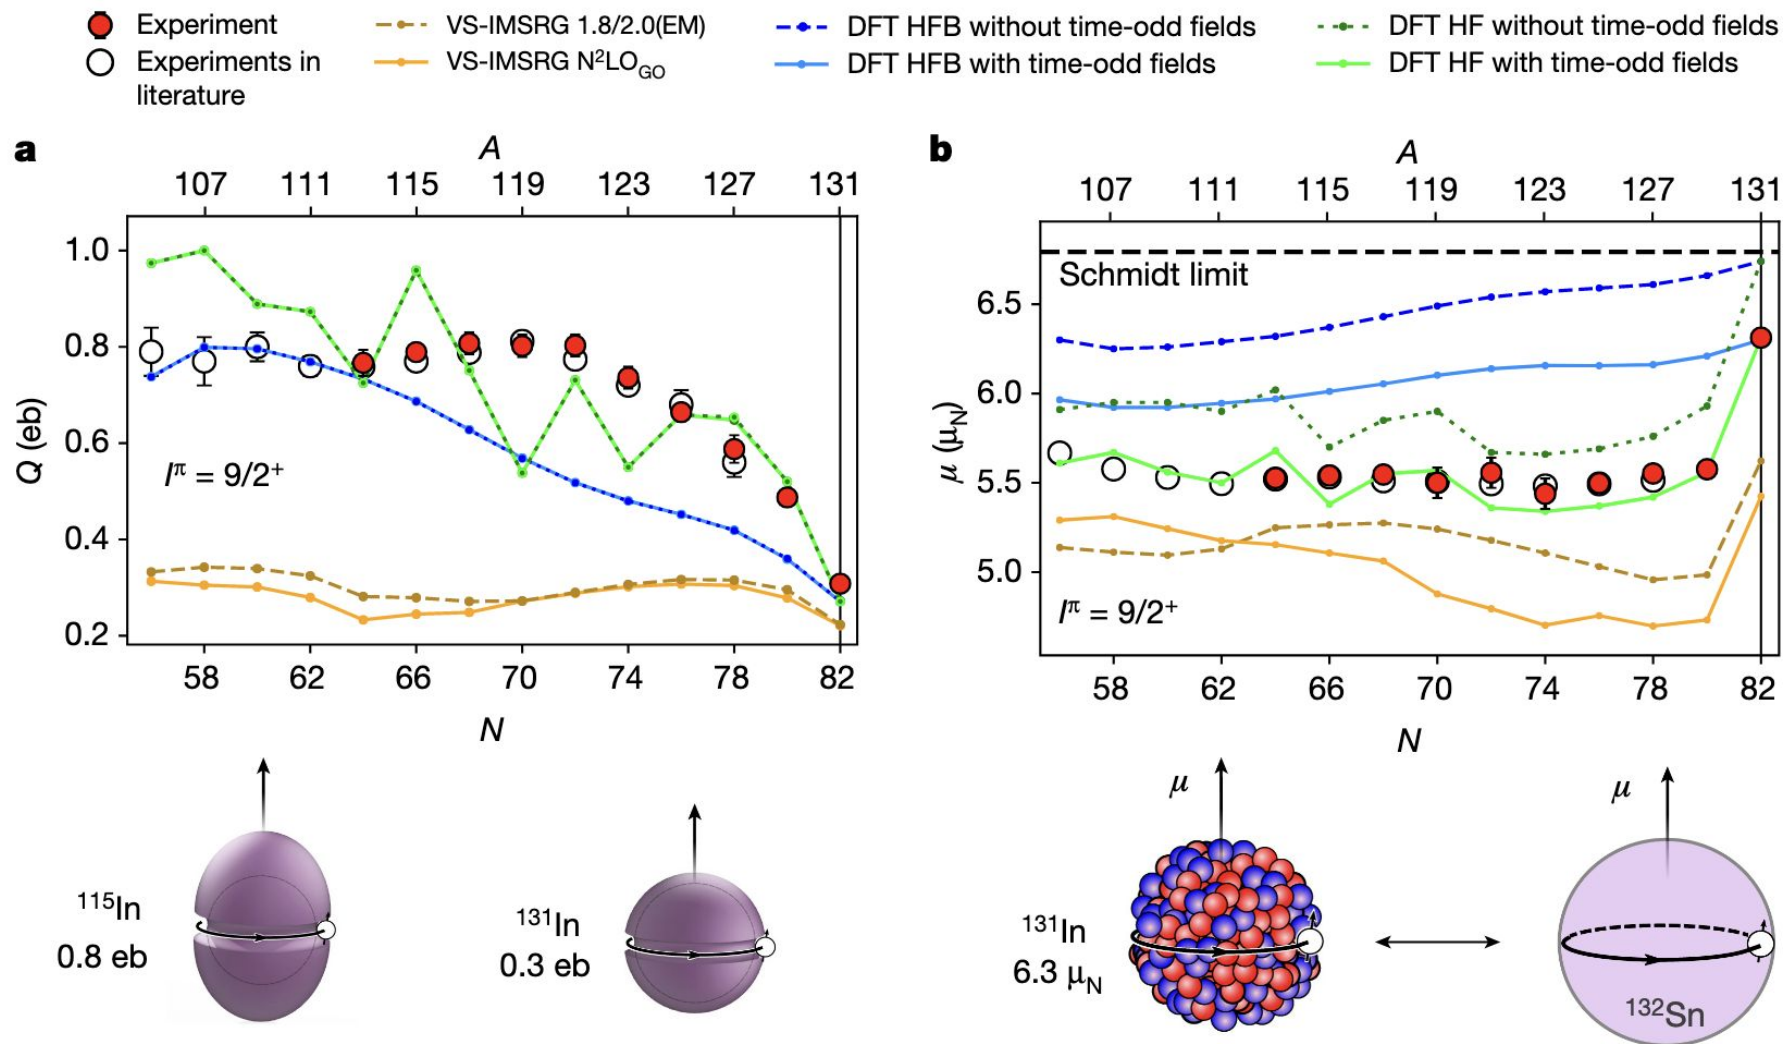 Experiment
Experiments in
literature
VS-IMSRG 1.8/2.0(EM)
VS-IMSRG N²LO_GO
DFT HFB without time-odd fields
DFT HFB with time-odd fields
DFT HF without time-odd fields
DFT HF with time-odd fields
a
A
107 111 115 119 123 127 131
1.0
0.8
0.6
0.4
0.2
Q (eb)
I^π = 9/2⁺
58 62 66 70 74 78 82
N
b
A
107 111 115 119 123 127 131
Schmidt limit
6.5
6.0
5.5
5.0
μ (μ_N)
I^π = 9/2⁺
58 62 66 70 74 78 82
N
¹¹⁵In
0.8 eb
¹³¹In
0.3 eb
μ
¹³¹In
6.3 μ_N
μ
¹³²Sn